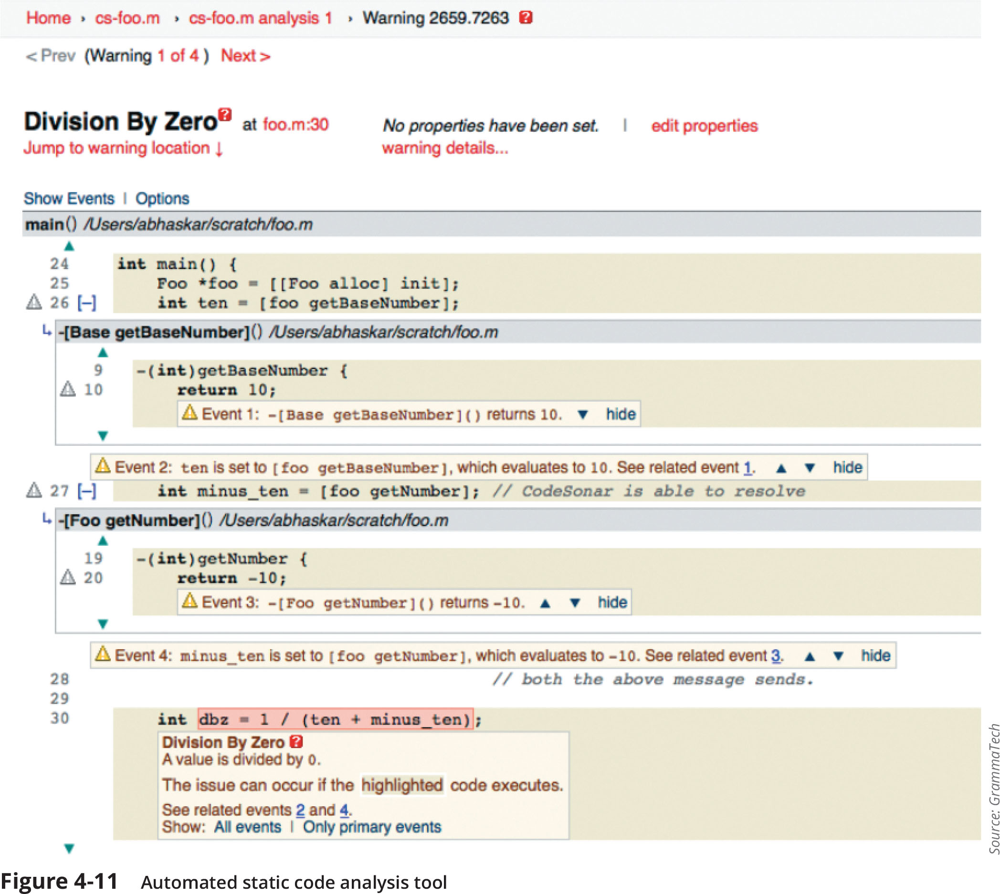 Home › cs-foo.m › cs-foo.m analysis 1 › Warning 2659.7263 ?
< Prev (Warning 1 of 4 ) Next >
Division By Zero ? at foo.m:30 No properties have been set. | edit properties
Jump to warning location ↓ warning details...
Show Events | Options
main() /Users/abhaskar/scratch/foo.m
24 int main() {
25 Foo *foo = [[Foo alloc] init];
26 [−] int ten = [foo getBaseNumber];
-[Base getBaseNumber]() /Users/abhaskar/scratch/foo.m
9 -(int)getBaseNumber {
10 return 10;
Event 1: -[Base getBaseNumber]() returns 10. ▼ hide
Event 2: ten is set to [foo getBaseNumber], which evaluates to 10. See related event 1. ▲ ▼ hide
27 [−] int minus_ten = [foo getNumber]; // CodeSonar is able to resolve
-[Foo getNumber]() /Users/abhaskar/scratch/foo.m
19 -(int)getNumber {
20 return -10;
Event 3: -[Foo getNumber]() returns -10. ▲ ▼ hide
Event 4: minus_ten is set to [foo getNumber], which evaluates to -10. See related event 3. ▲ ▼ hide
28 // both the above message sends.
29
30 int dbz = 1 / (ten + minus_ten);
Division By Zero ?
A value is divided by 0.
The issue can occur if the highlighted code executes.
See related events 2 and 4.
Show: All events | Only primary events
Source: GrammaTech
Figure 4-11 Automated static code analysis tool